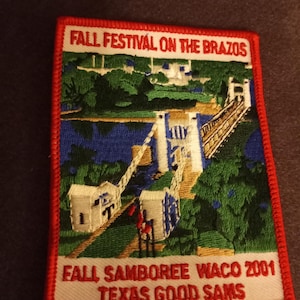 FALL FESTIVAL ON THE BRAZOS
FALL SAMBOREE WACO 2001
TEXAS GOOD SAMS